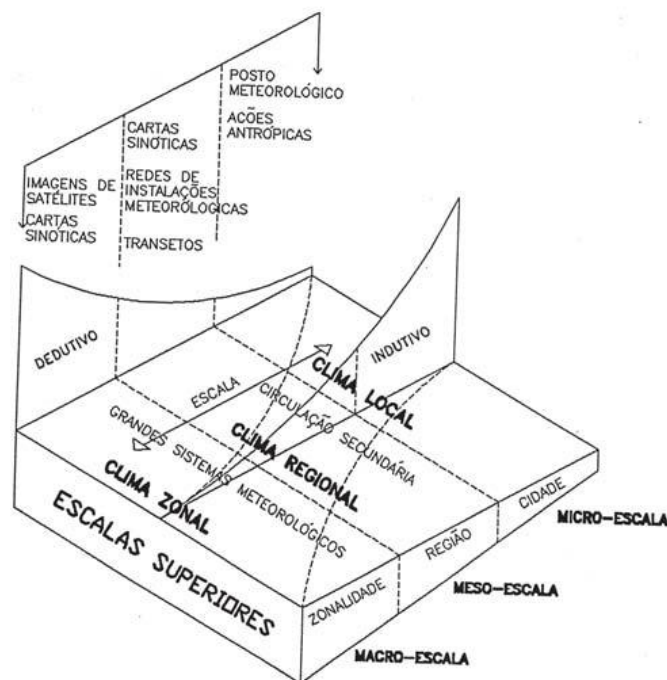 POSTO
METEOROLÓGICO
AÇÕES
ANTRÓPICAS
CARTAS
SINÓTICAS
REDES DE
INSTALAÇÕES
METEOROLÓGICAS
TRANSETOS
IMAGENS DE
SATÉLITES
CARTAS
SINÓTICAS
DEDUTIVO
INDUTIVO
ESCALA
CLIMA LOCAL
CIRCULAÇÃO SECUNDÁRIA
CLIMA REGIONAL
GRANDES SISTEMAS METEOROLÓGICOS
CLIMA ZONAL
ESCALAS SUPERIORES
ZONALIDADE
REGIÃO
CIDADE
MICRO-ESCALA
MESO-ESCALA
MACRO-ESCALA